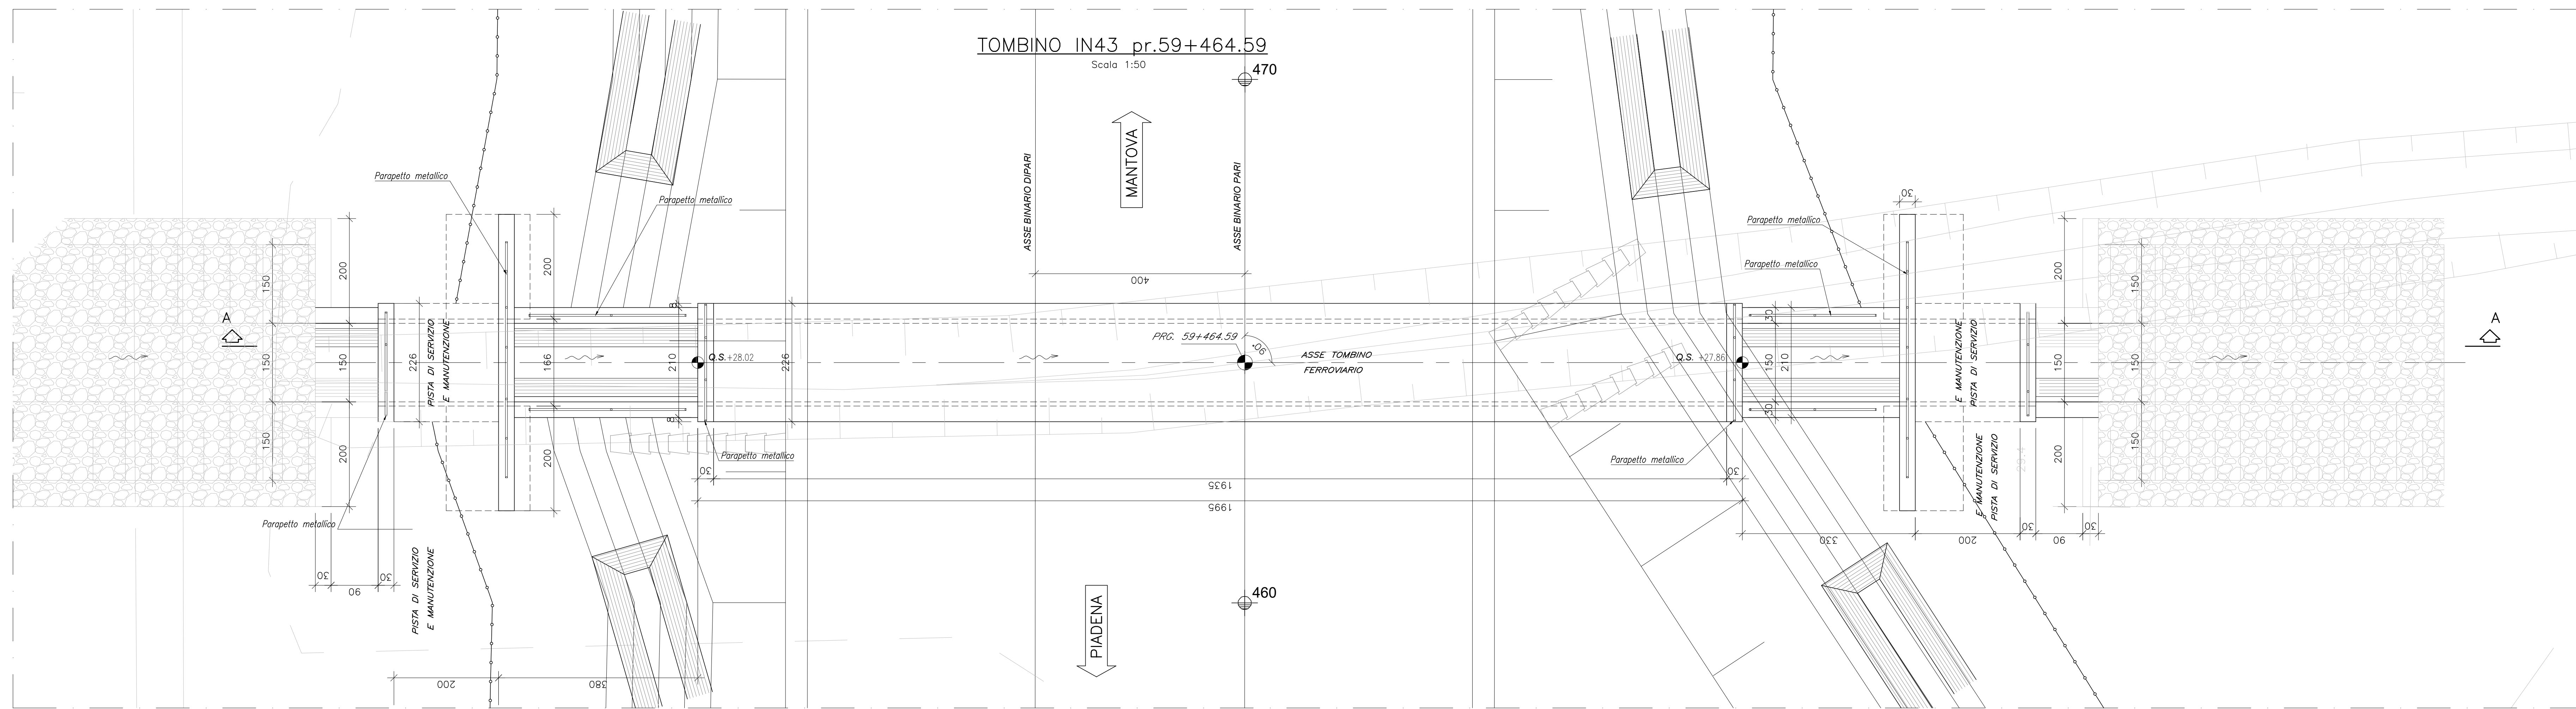 TOMBINO IN43 pr.59+464.59
Scala 1:50
470
MANTOVA
ASSE BINARIO DIPARI
ASSE BINARIO PARI
400
Parapetto metallico
Parapetto metallico
Parapetto metallico
Parapetto metallico
30
200
150
200
8
200
150
30
A
150
150
226
PISTA DI SERVIZIO
E MANUTENZIONE
166
210
Q.S.+28.02
226
PRG. 59+464.59
90°
ASSE TOMBINO
FERROVIARIO
Q.S. +27.86
150
210
E MANUTENZIONE
PISTA DI SERVIZIO
150
150
A
150
200
200
8
30
200
150
Parapetto metallico
Parapetto metallico
Parapetto metallico
30
30
1935
1995
E MANUTENZIONE
PISTA DI SERVIZIO
330
200
30
90
30
PISTA DI SERVIZIO
E MANUTENZIONE
30
90
30
460
PIADENA
200
380